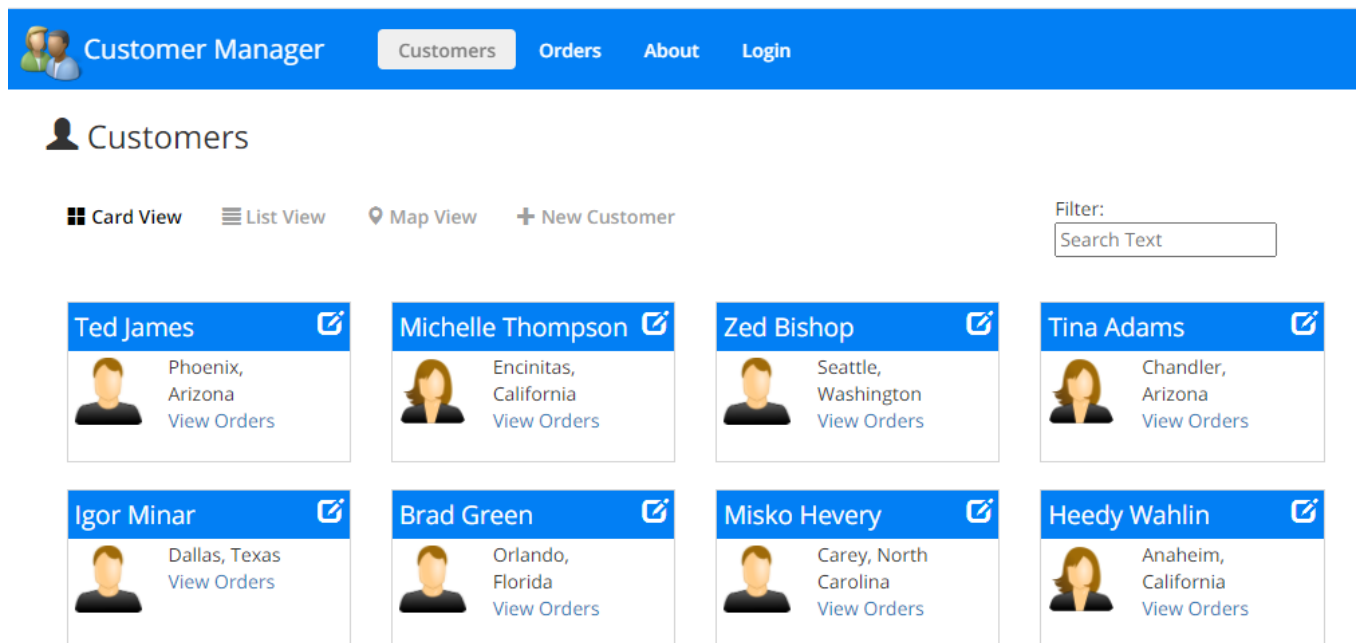 Customer Manager Customers Orders About Login
Customers
Card View List View Map View New Customer
Filter:
Search Text
Ted James
Phoenix,
Arizona
View Orders
Michelle Thompson
Encinitas,
California
View Orders
Zed Bishop
Seattle,
Washington
View Orders
Tina Adams
Chandler,
Arizona
View Orders
Igor Minar
Dallas, Texas
View Orders
Brad Green
Orlando,
Florida
View Orders
Misko Hevery
Carey, North
Carolina
View Orders
Heedy Wahlin
Anaheim,
California
View Orders